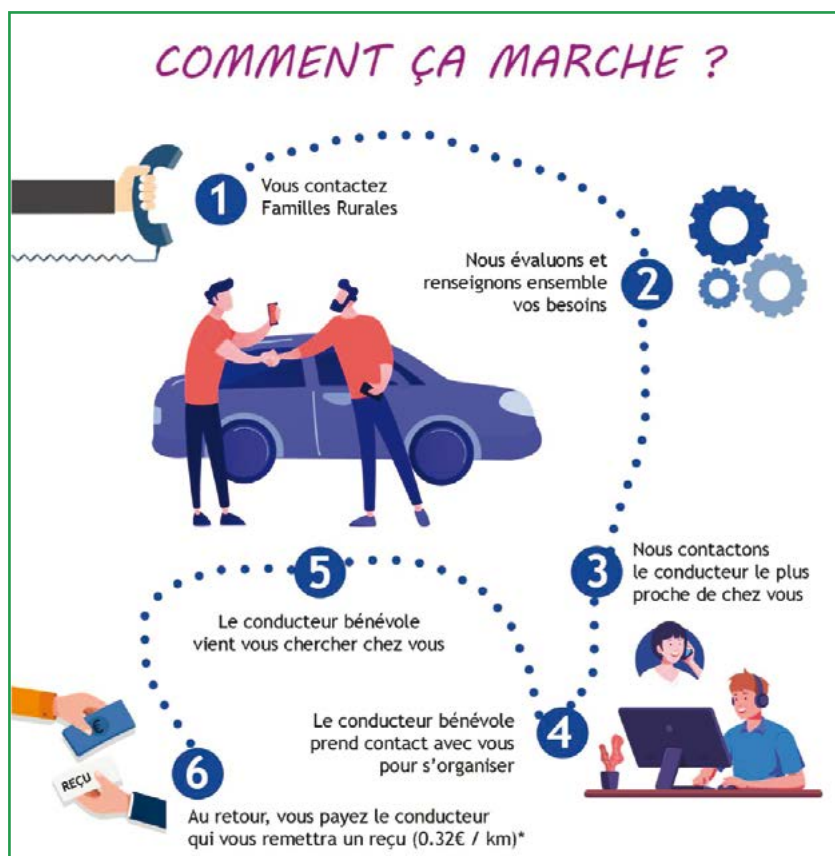 COMMENT ÇA MARCHE ?
1
Vous contactez
Familles Rurales
2
Nous évaluons et
renseignons ensemble
vos besoins
3
Nous contactons
le conducteur le plus
proche de chez vous
4
Le conducteur bénévole
prend contact avec vous
pour s'organiser
5
Le conducteur bénévole
vient vous chercher chez vous
6
Au retour, vous payez le conducteur
qui vous remettra un reçu (0.32€ / km)*
€
REÇU